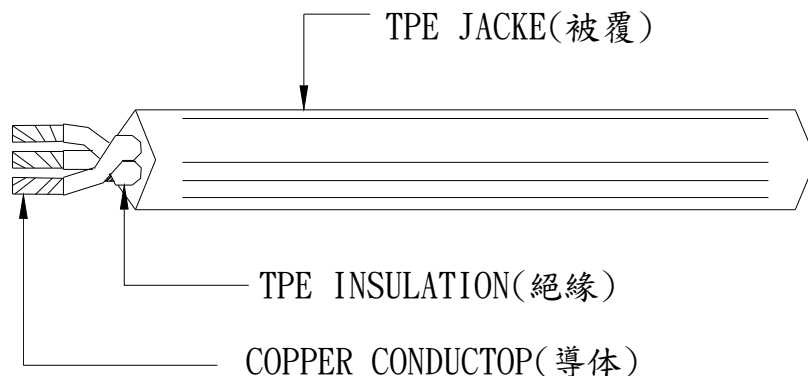 TPE JACKE(被覆)
TPE INSULATION(絕緣)
COPPER CONDUCTOP(導体)